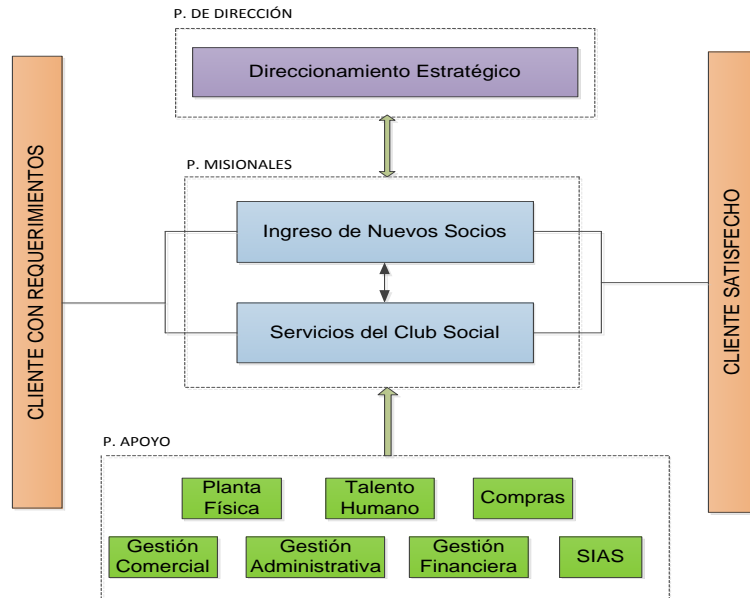 P. DE DIRECCIÓN
Direccionamiento Estratégico
CLIENTE CON REQUERIMIENTOS
P. MISIONALES
Ingreso de Nuevos Socios
Servicios del Club Social
CLIENTE SATISFECHO
P. APOYO
Planta
Física
Talento
Humano
Compras
Gestión
Comercial
Gestión
Administrativa
Gestión
Financiera
SIAS